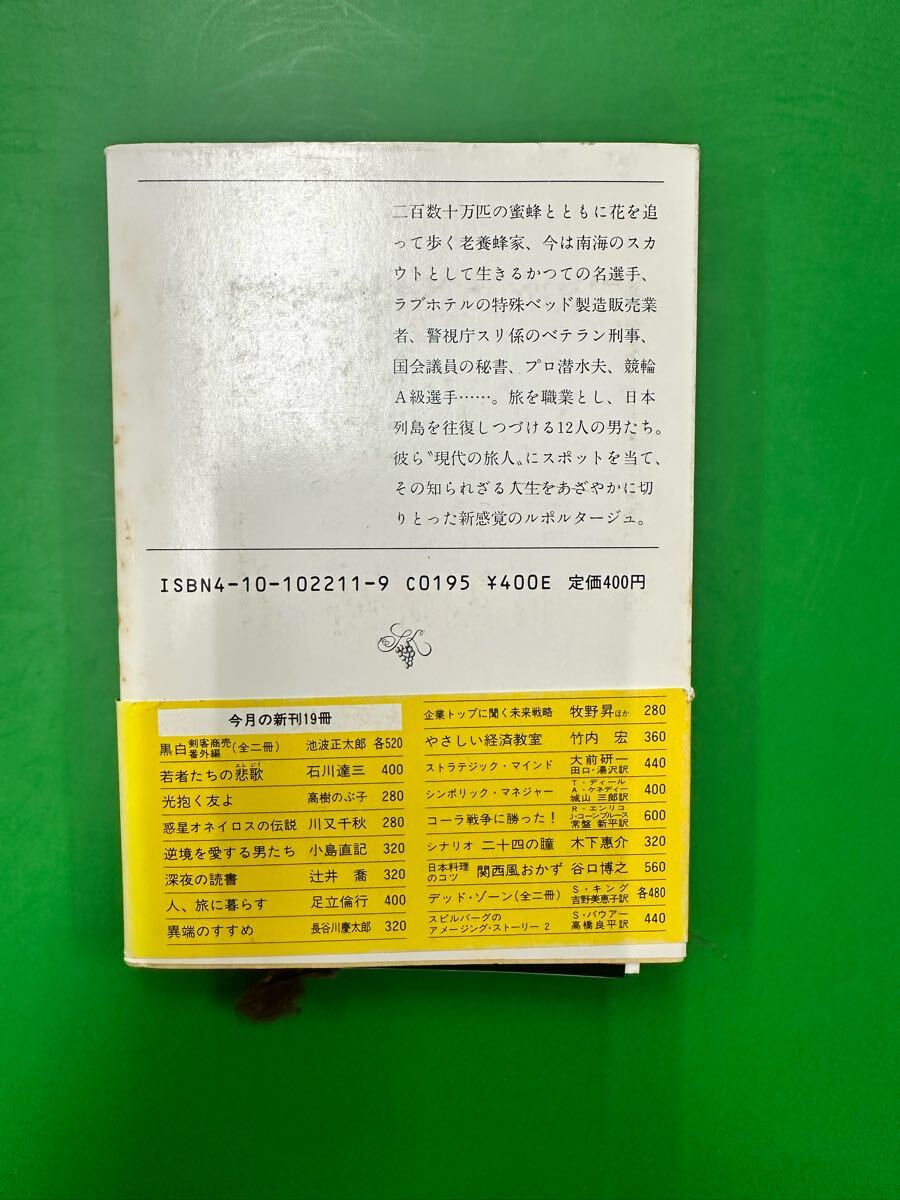 二百数十万匹の蜜蜂とともに花を追
って歩く老養蜂家、今は南海のスカ
ウトとして生きるかつての名選手、
ラブホテルの特殊ベッド製造販売業
者、警視庁スリ係のベテラン刑事、
国会議員の秘書、プロ潜水夫、競輪
A級選手……。旅を職業とし、日本
列島を往復しつづける12人の男たち。
彼ら〝現代の旅人〟にスポットを当て、
その知られざる人生をあざやかに切
りとった新感覚のルポルタージュ。
ISBN4-10-102211-9 C0195 ¥400E 定価400円
今月の新刊19冊
黒白 剣客商売 番外編 (全二冊) 池波正太郎 各520
若者たちの悲歌 エレジイ 石川達三 400
光抱く友よ 高樹のぶ子 280
惑星オネイロスの伝説 川又千秋 280
逆境を愛する男たち 小島直記 320
深夜の読書 辻井 喬 320
人、旅に暮らす 足立倫行 400
異端のすすめ 長谷川慶太郎 320
企業トップに聞く未来戦略 牧野 昇ほか 280
やさしい経済教室 竹内 宏 360
ストラテジック・マインド 大前研一 田口・湯沢訳 440
シンボリック・マネジャー T・ディール A・ケネディー 城山 三郎訳 400
コーラ戦争に勝った! R・エンリコ J・コーンブルース 常盤 新平訳 600
シナリオ 二十四の瞳 木下惠介 320
日本料理のコツ 関西風おかず 谷口博之 560
デッド・ゾーン(全二冊) S・キング 吉野美恵子訳 各480
スピルバーグの アメージング・ストーリー 2 S・バウアー 高橋良平訳 440